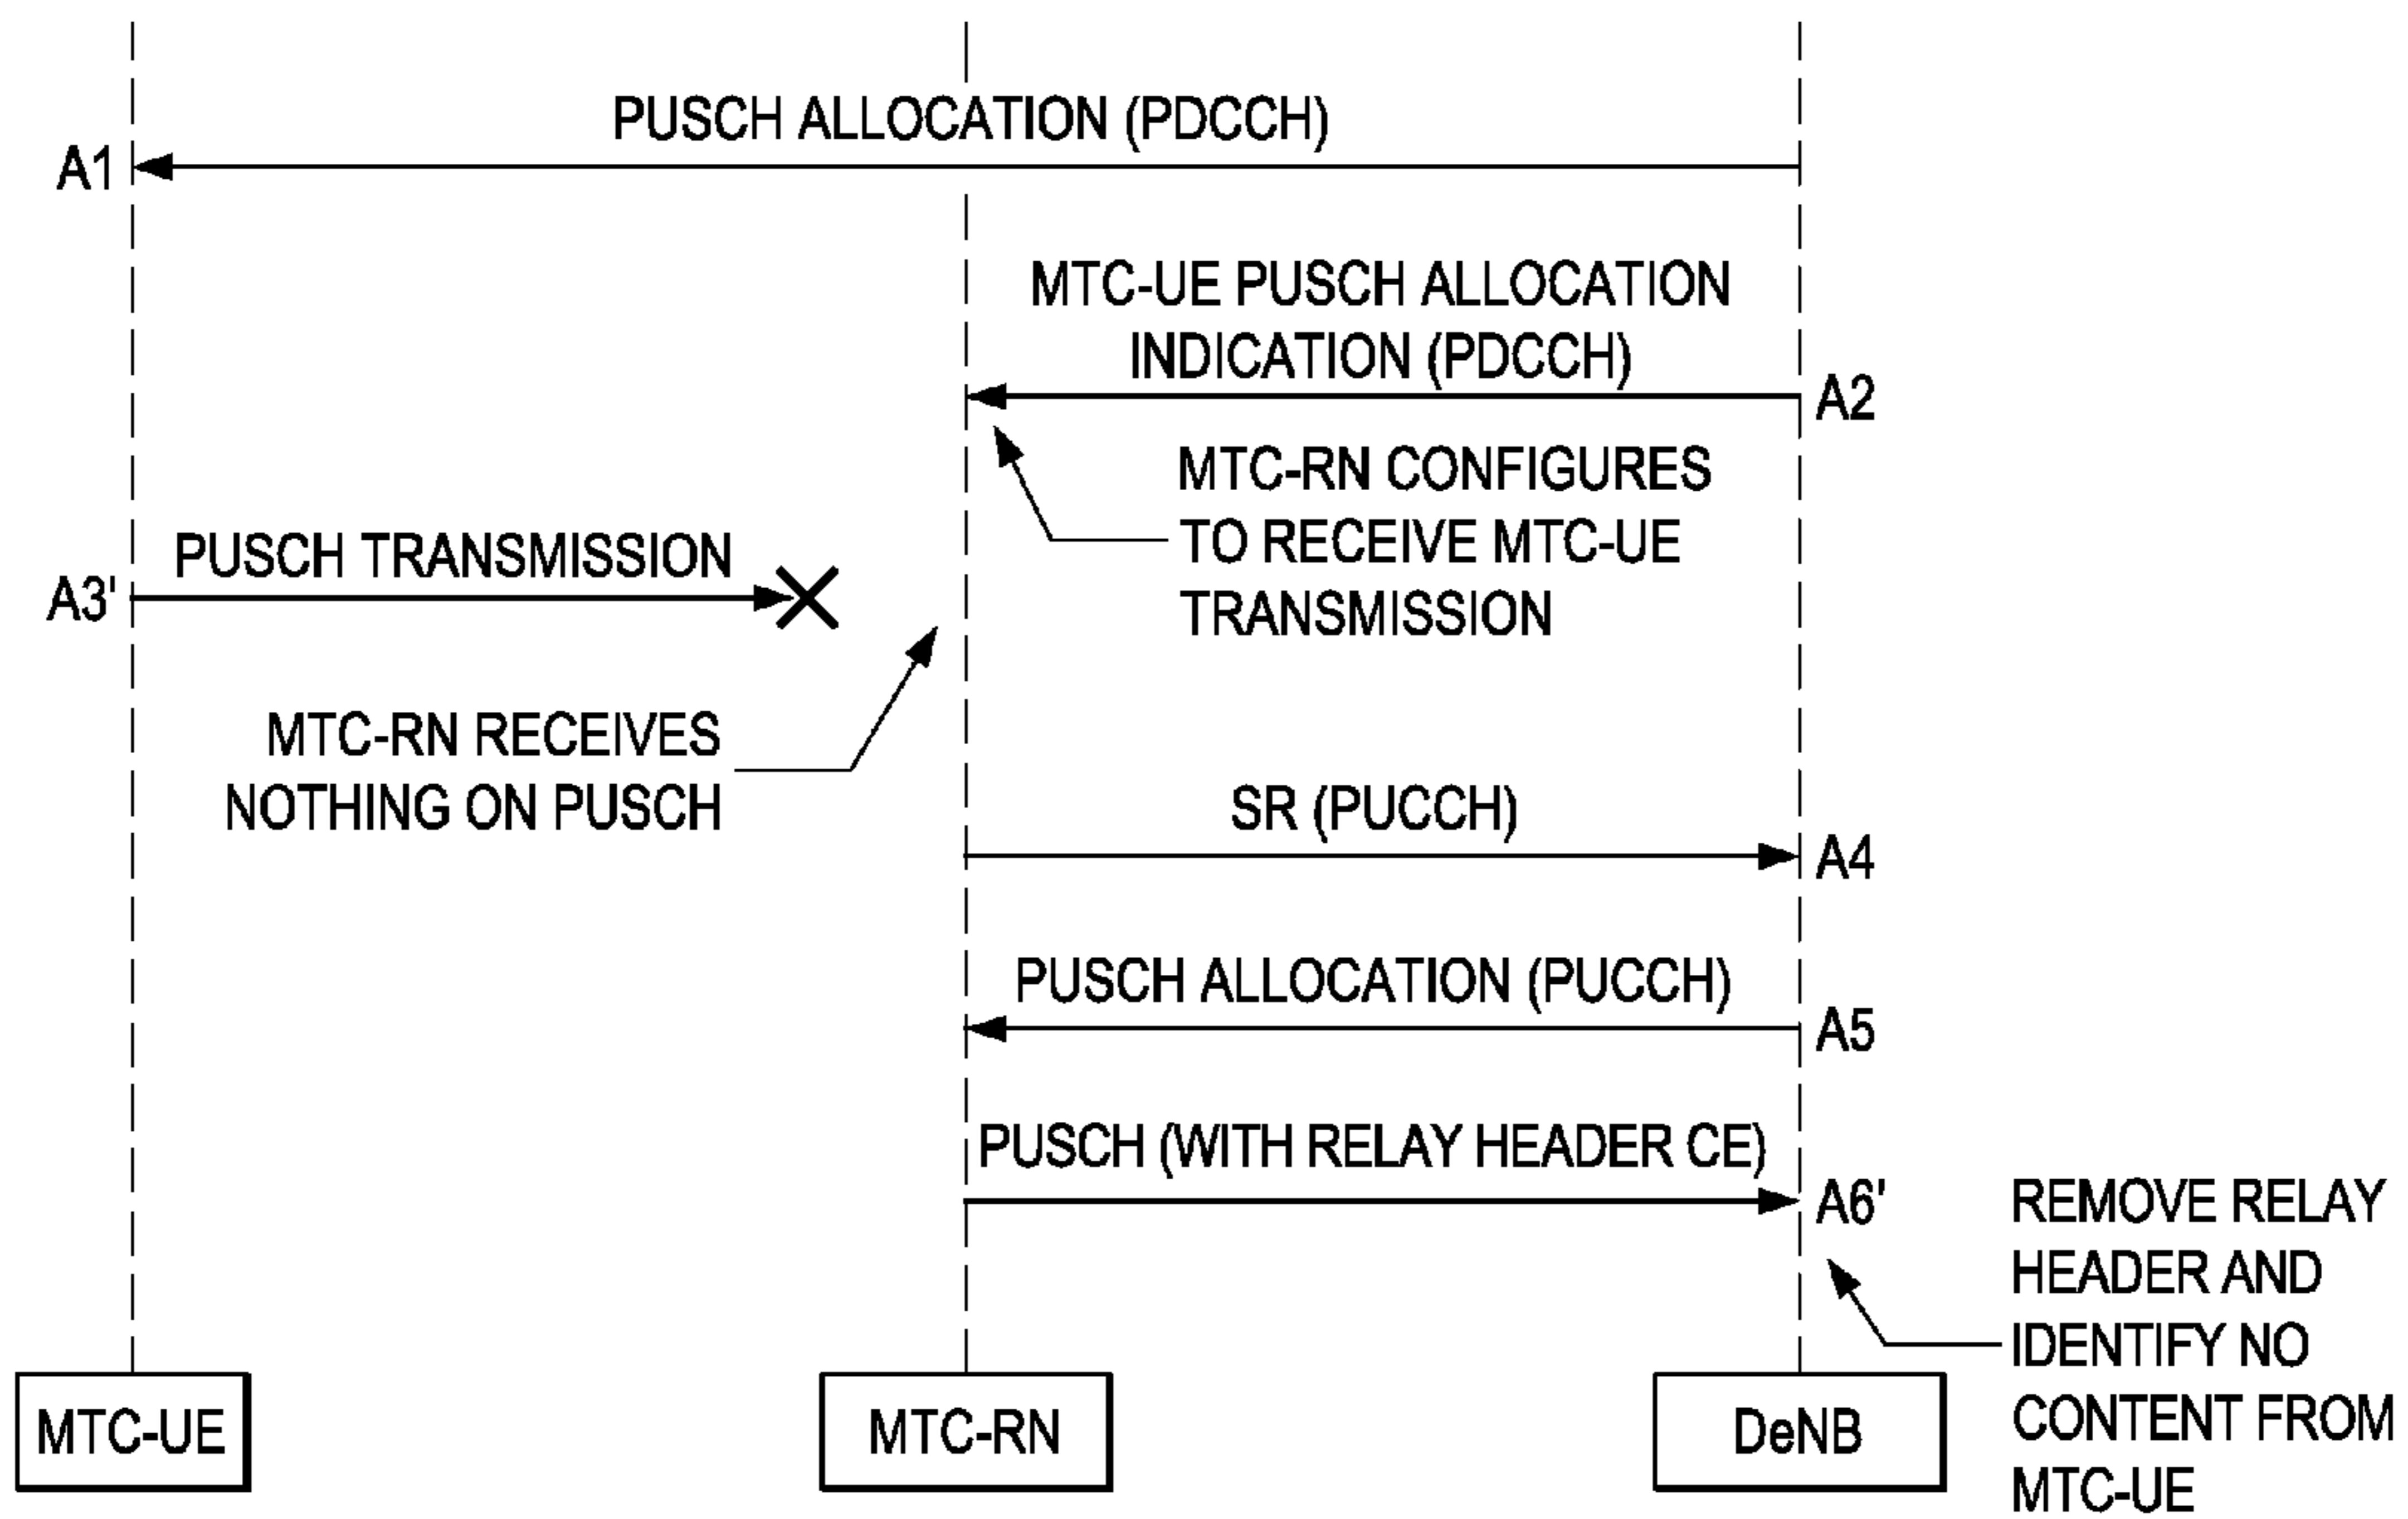 PUSCH ALLOCATION (PDCCH)
A1
MTC-UE PUSCH ALLOCATION
INDICATION (PDCCH)
A2
MTC-RN CONFIGURES
TO RECEIVE MTC-UE
TRANSMISSION
PUSCH TRANSMISSION
A3'
MTC-RN RECEIVES
NOTHING ON PUSCH
SR (PUCCH)
A4
PUSCH ALLOCATION (PUCCH)
A5
PUSCH (WITH RELAY HEADER CE)
A6'
REMOVE RELAY
HEADER AND
IDENTIFY NO
CONTENT FROM
MTC-UE
MTC-UE
MTC-RN
DeNB